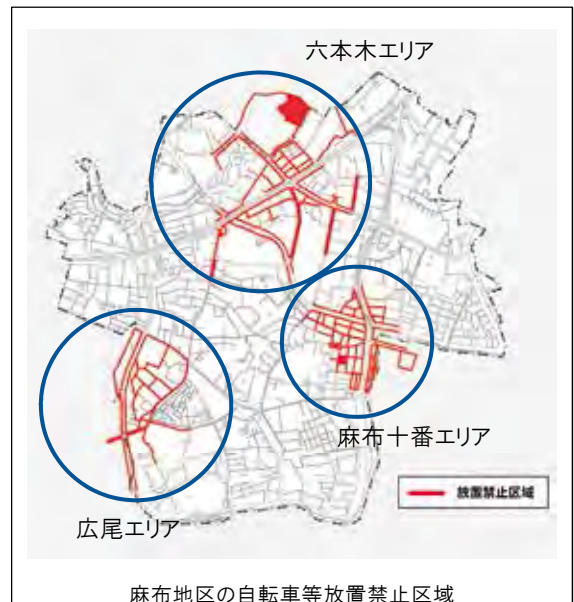 六本木エリア
麻布十番エリア
放置禁止区域
広尾エリア
麻布地区の自転車等放置禁止区域